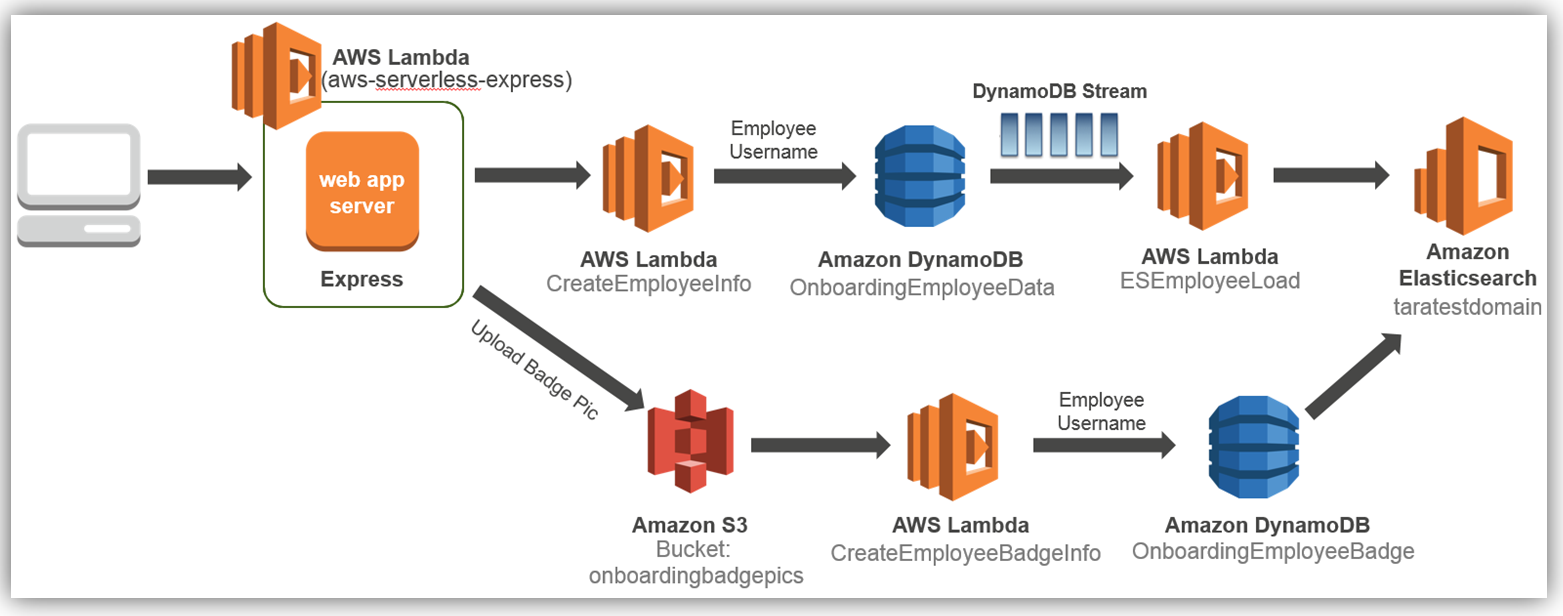 AWS Lambda
(aws-serverless-express)
web app
server
Express
AWS Lambda
CreateEmployeeInfo
Employee
Username
Amazon DynamoDB
OnboardingEmployeeData
DynamoDB Stream
AWS Lambda
ESEmployeeLoad
Amazon
Elasticsearch
taratestdomain
Upload Badge Pic
Amazon S3
Bucket:
onboardingbadgepics
AWS Lambda
CreateEmployeeBadgeInfo
Employee
Username
Amazon DynamoDB
OnboardingEmployeeBadge